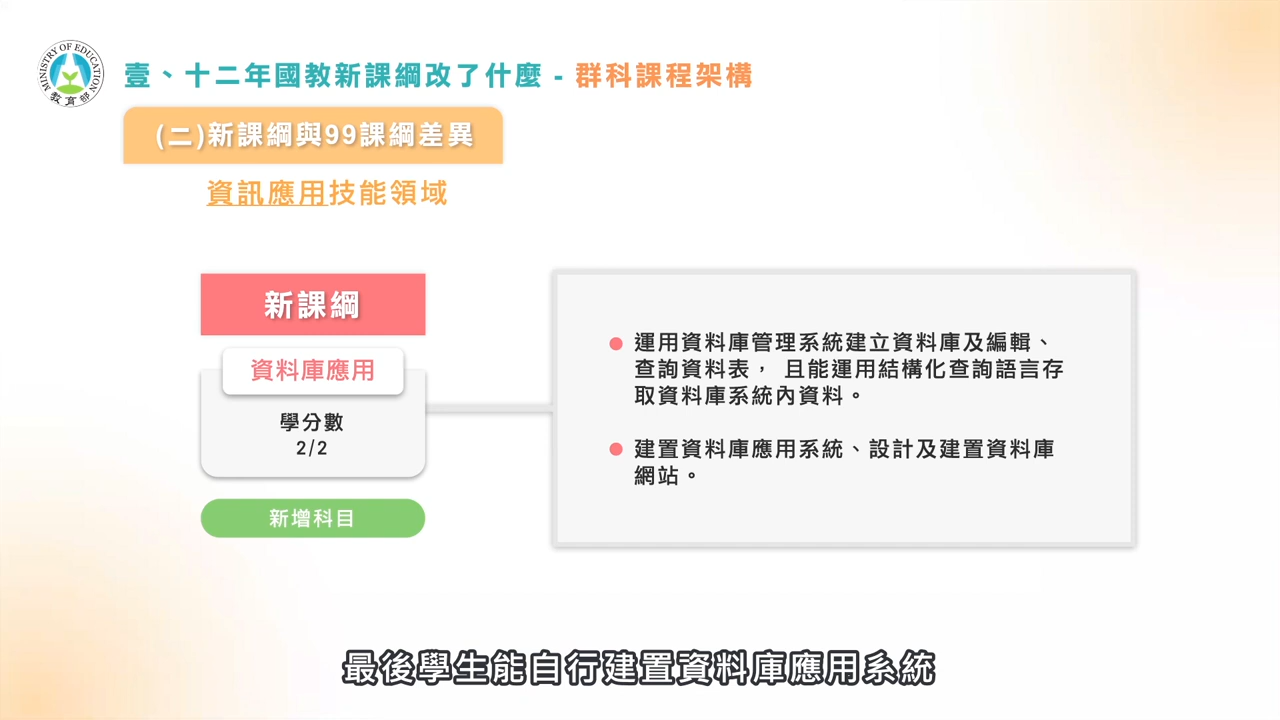 MINISTRY OF EDUCATION
教育部
壹、十二年國教新課綱改了什麼 - 群科課程架構
(二)新課綱與99課綱差異
資訊應用技能領域
新課綱
資料庫應用
學分數
2/2
新增科目
運用資料庫管理系統建立資料庫及編輯、
查詢資料表， 且能運用結構化查詢語言存
取資料庫系統內資料。
建置資料庫應用系統、設計及建置資料庫
網站。
最後學生能自行建置資料庫應用系統